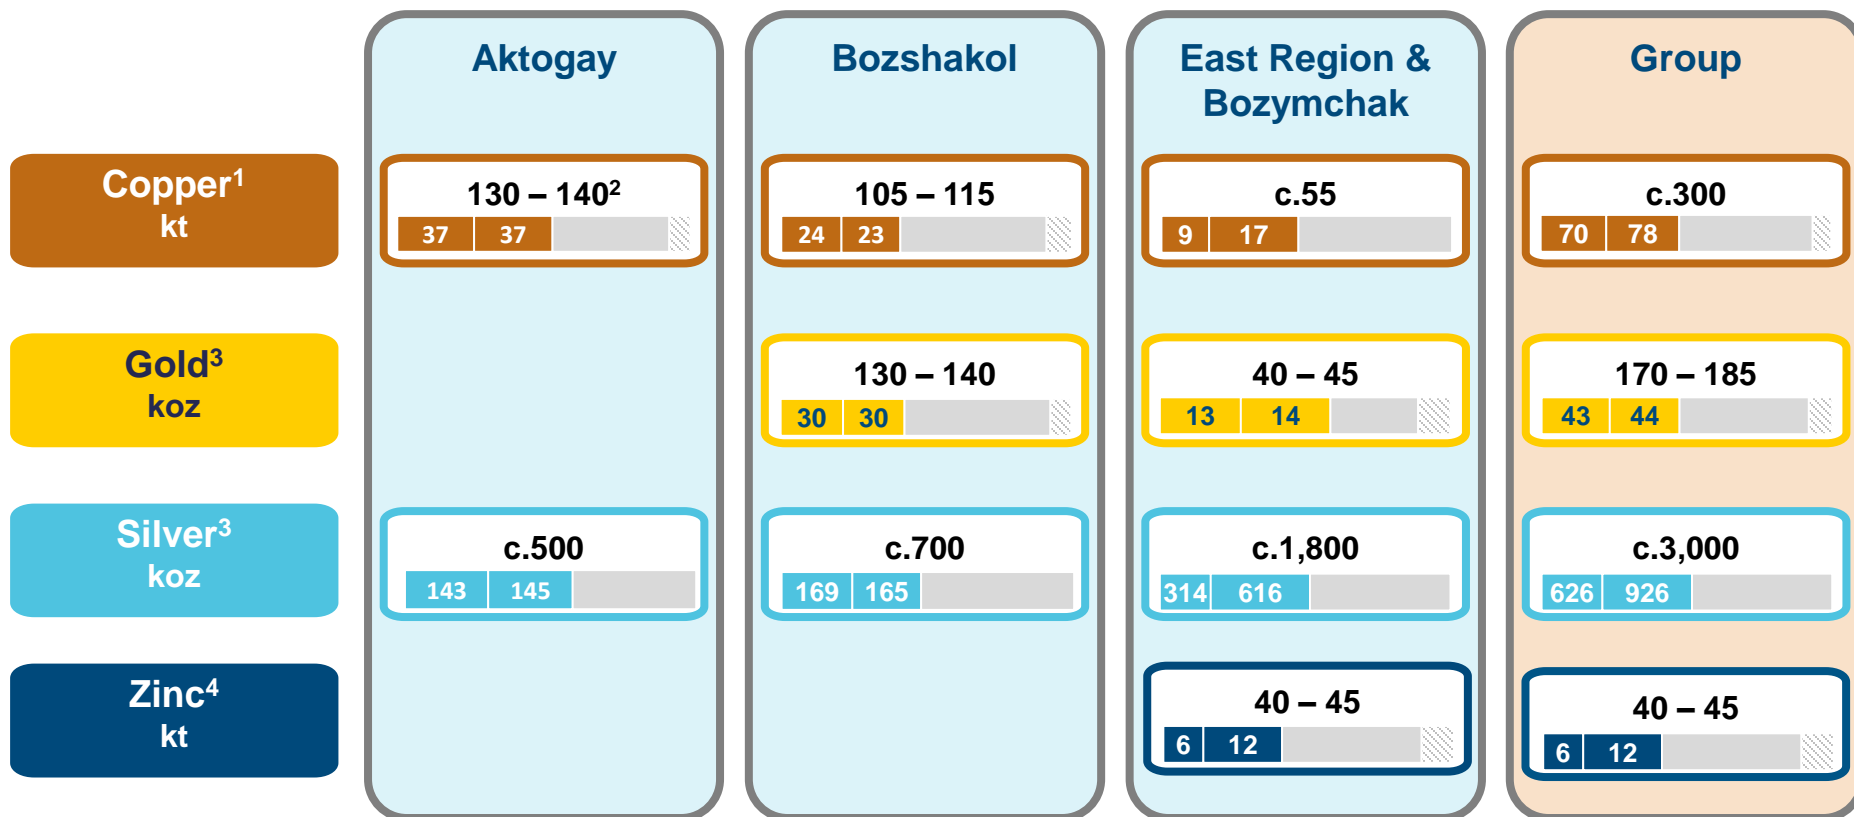 Aktogay
Bozshakol
East Region &
Bozymchak
Group
Copper¹
kt
130 – 140²
37 37
105 – 115
24 23
c.55
9 17
c.300
70 78
Gold³
koz
130 – 140
30 30
40 – 45
13 14
170 – 185
43 44
Silver³
koz
c.500
143 145
c.700
169 165
c.1,800
314 616
c.3,000
626 926
Zinc⁴
kt
40 – 45
6 12
40 – 45
6 12